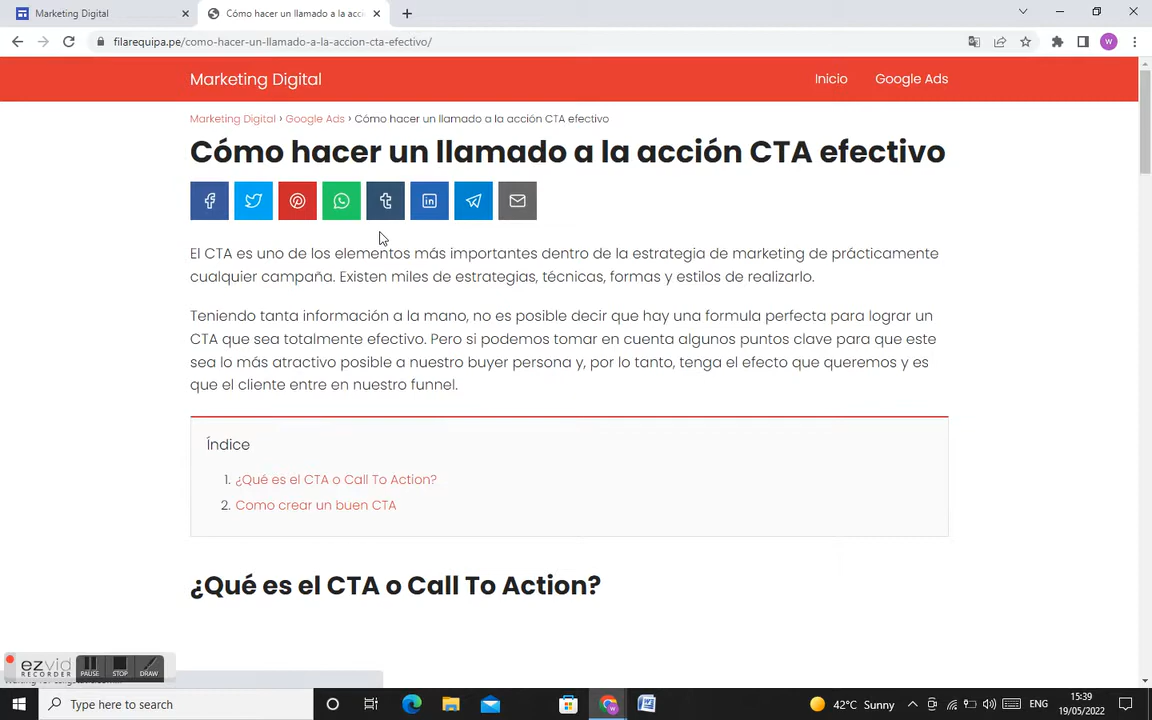 Marketing Digital
Cómo hacer un llamado a la acci
filarequipa.pe/como-hacer-un-llamado-a-la-accion-cta-efectivo/
W
Marketing Digital
Inicio
Google Ads
Marketing Digital › Google Ads › Cómo hacer un llamado a la acción CTA efectivo
Cómo hacer un llamado a la acción CTA efectivo
El CTA es uno de los elementos más importantes dentro de la estrategia de marketing de prácticamente
cualquier campaña. Existen miles de estrategias, técnicas, formas y estilos de realizarlo.
Teniendo tanta información a la mano, no es posible decir que hay una formula perfecta para lograr un
CTA que sea totalmente efectivo. Pero si podemos tomar en cuenta algunos puntos clave para que este
sea lo más atractivo posible a nuestro buyer persona y, por lo tanto, tenga el efecto que queremos y es
que el cliente entre en nuestro funnel.
Índice
1. ¿Qué es el CTA o Call To Action?
2. Como crear un buen CTA
¿Qué es el CTA o Call To Action?
ezvid
RECORDER
PAUSE
STOP
DRAW
Type here to search
42°C Sunny
ENG
15:39
19/05/2022